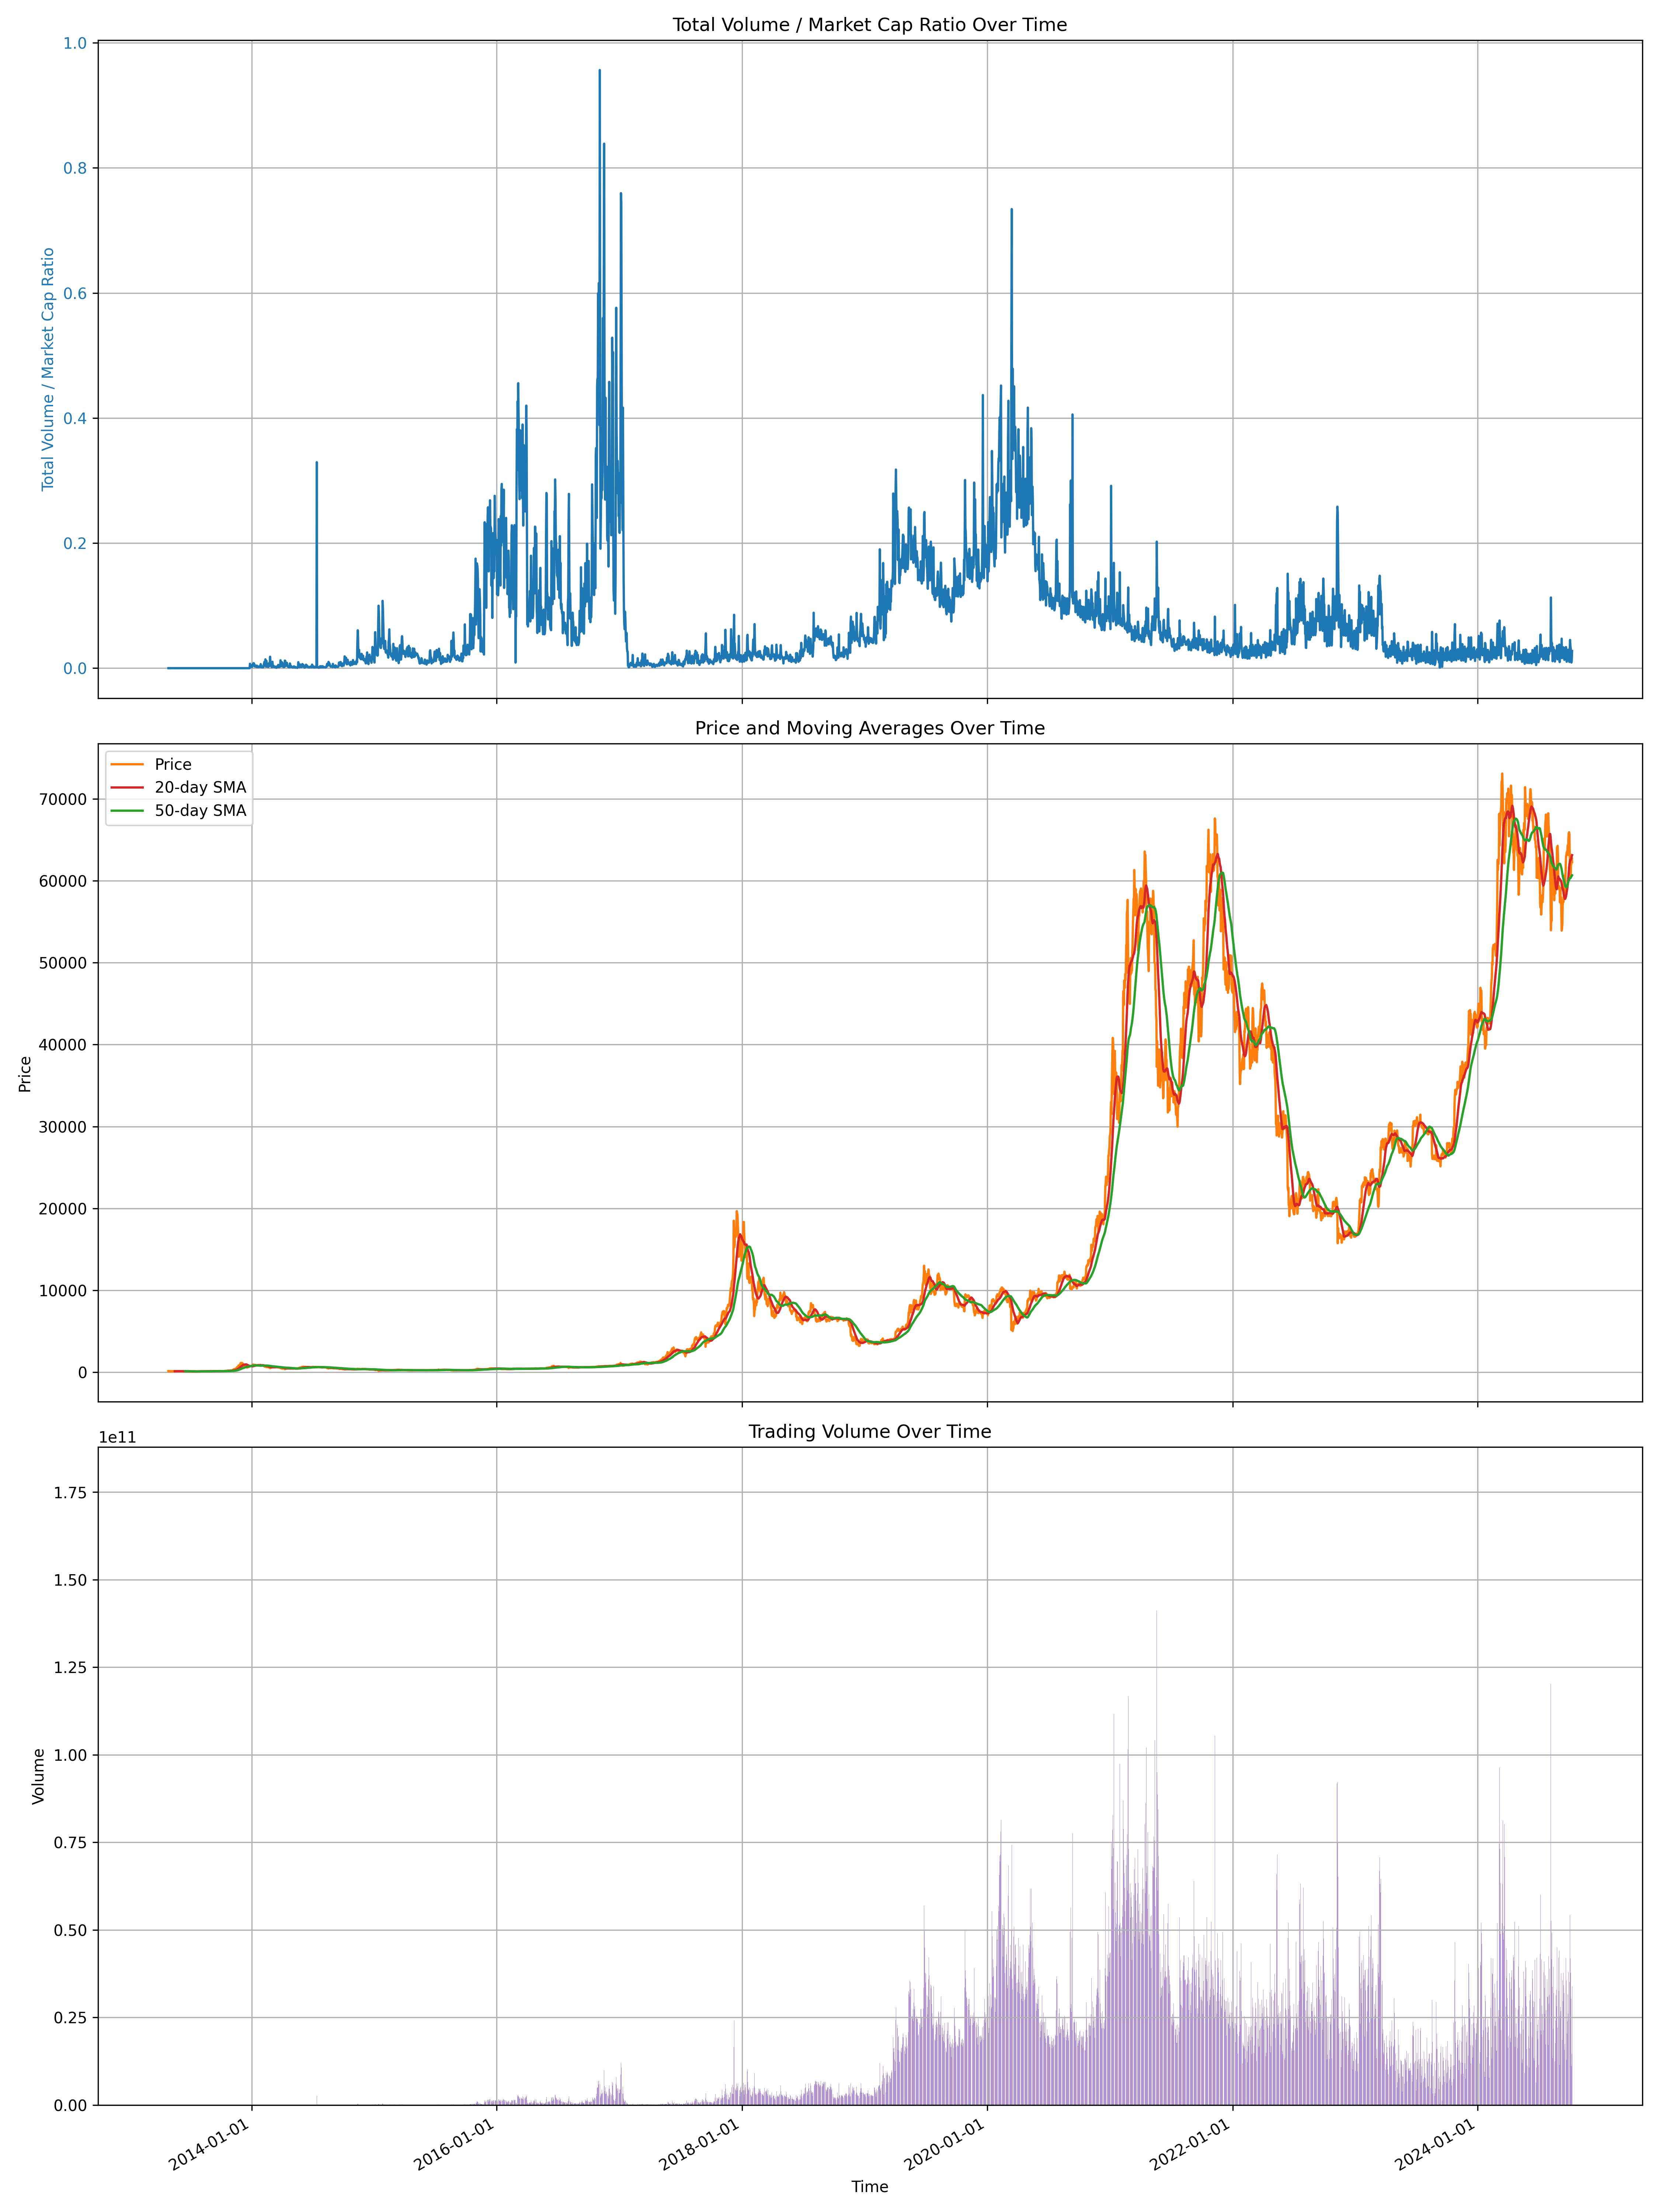 Total Volume / Market Cap Ratio Over Time
Total Volume / Market Cap Ratio
1.0
0.8
0.6
0.4
0.2
0.0
Price and Moving Averages Over Time
Price
20-day SMA
50-day SMA
Price
70000
60000
50000
40000
30000
20000
10000
0
Trading Volume Over Time
1e11
Volume
1.75
1.50
1.25
1.00
0.75
0.50
0.25
0.00
2014-01-01
2016-01-01
2018-01-01
2020-01-01
2022-01-01
2024-01-01
Time